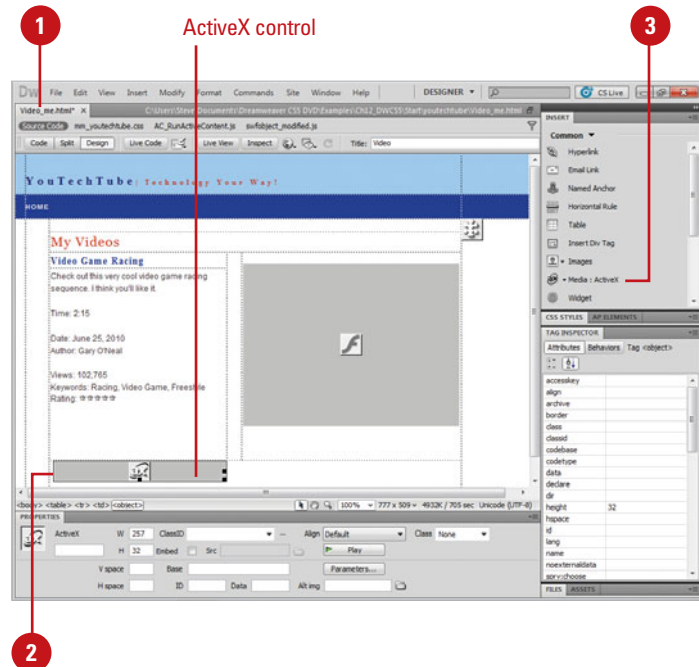 1
ActiveX control
3
DW File Edit View Insert Modify Format Commands Site Window Help DESIGNER CS Live
Video_me.html* X C:\Users\Steve\Documents\Dreamweaver CS5 DVD\Examples\Ch12_DWCS5\Start\youtechtube\Video_me.html
Source Code mm_youtechtube.css AC_RunActiveContent.js swfobject_modified.js
Code Split Design Live Code Live View Inspect Title: Video
YouTechTube| Technology Your Way!
HOME
My Videos
Video Game Racing
Check out this very cool video game racing
sequence. I think you'll like it.
Time: 2:15
Date: June 25, 2010
Author: Gary O'Neal
Views: 102,765
Keywords: Racing, Video Game, Freestyle
Rating:
<body> <table> <tr> <td> <object> 100% 777 x 509 4932K / 705 sec Unicode (UTF-8)
PROPERTIES
ActiveX W 257 ClassID Align Default Class None
H 32 Embed Src Play
V space Base Parameters...
H space ID Data Alt img
INSERT
Common
Hyperlink
Email Link
Named Anchor
Horizontal Rule
Table
Insert Div Tag
Images
Media : ActiveX
Widget
CSS STYLES AP ELEMENTS
TAG INSPECTOR
Attributes Behaviors Tag <object>
accesskey
align
archive
border
class
classid
codebase
codetype
data
declare
dir
height 32
hspace
id
lang
name
noexternaldata
spry:choose
FILES ASSETS
2